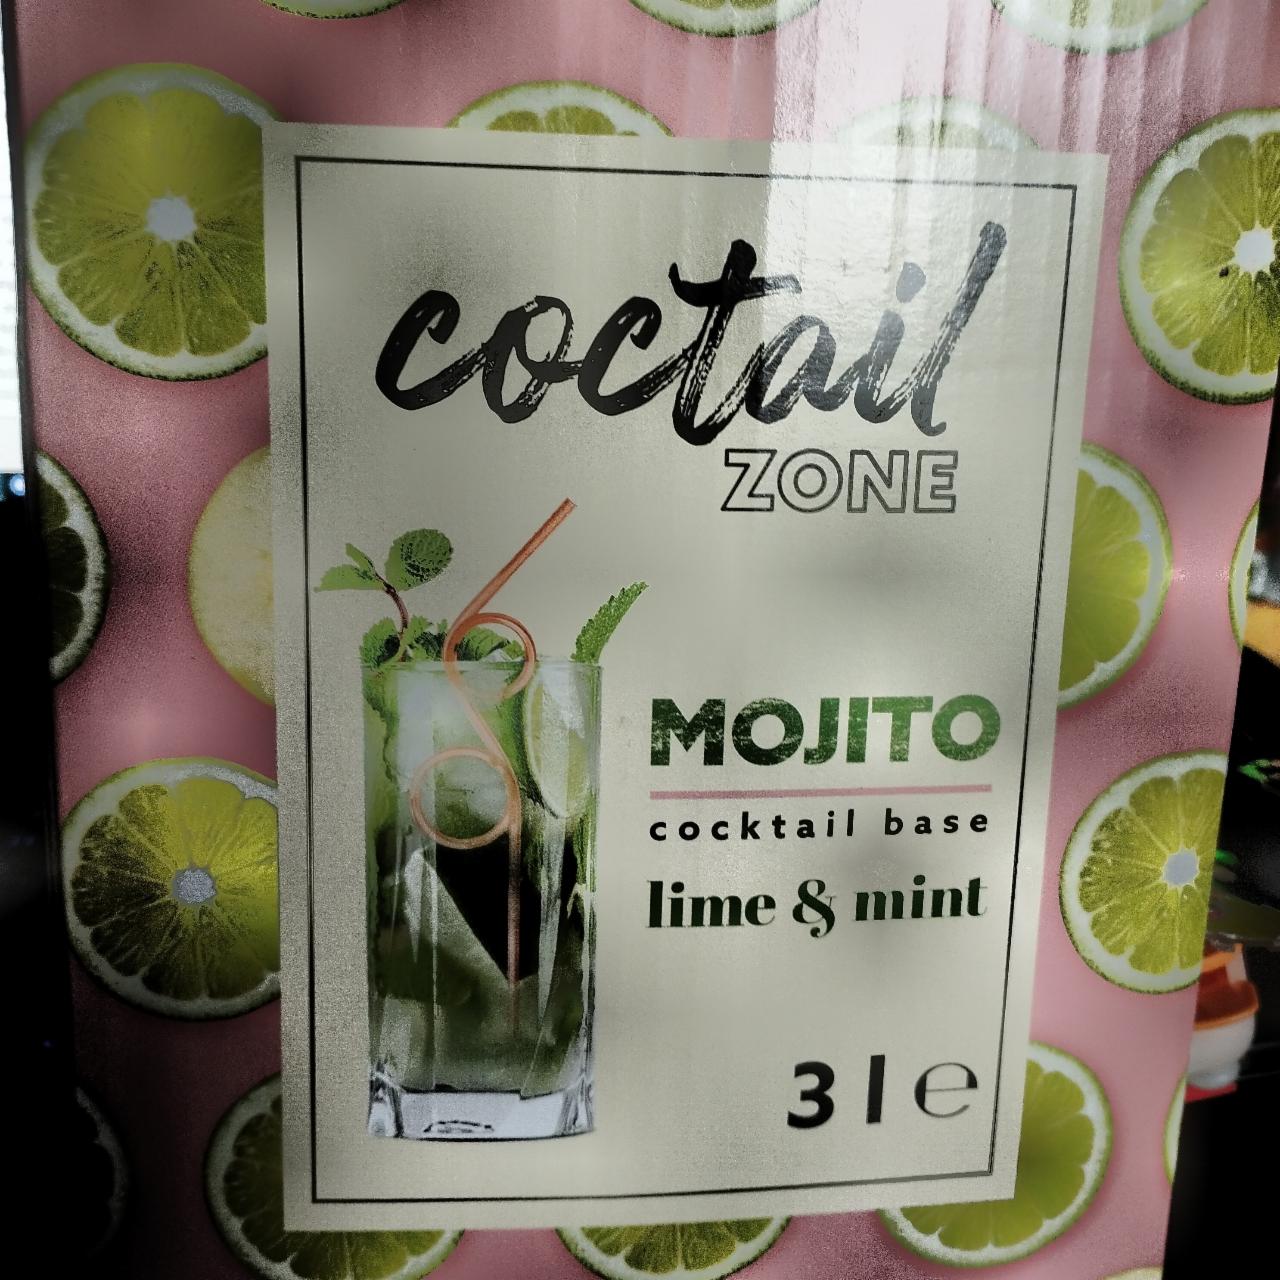 coctail
ZONE
MOJITO
cocktail base
lime & mint
3 l e